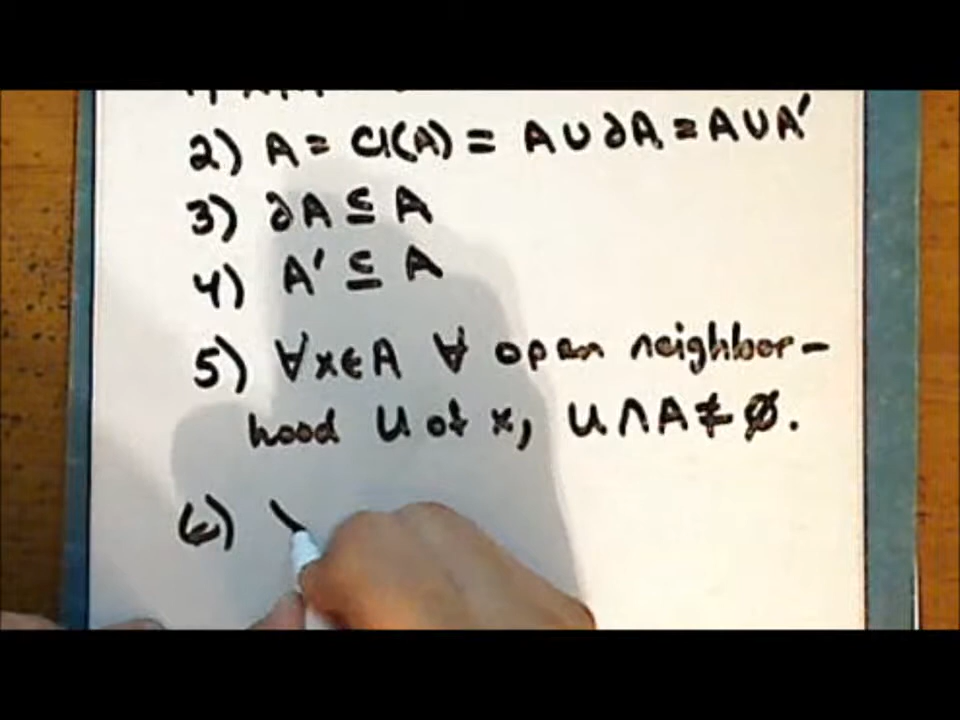 2) A = Cl(A) = A ∪ ∂A = A ∪ A'
3) ∂A ⊆ A
4) A' ⊆ A
5) ∀x∈A ∀ open neighbor-
hood U of x, U ∩ A ≠ ∅.
6)